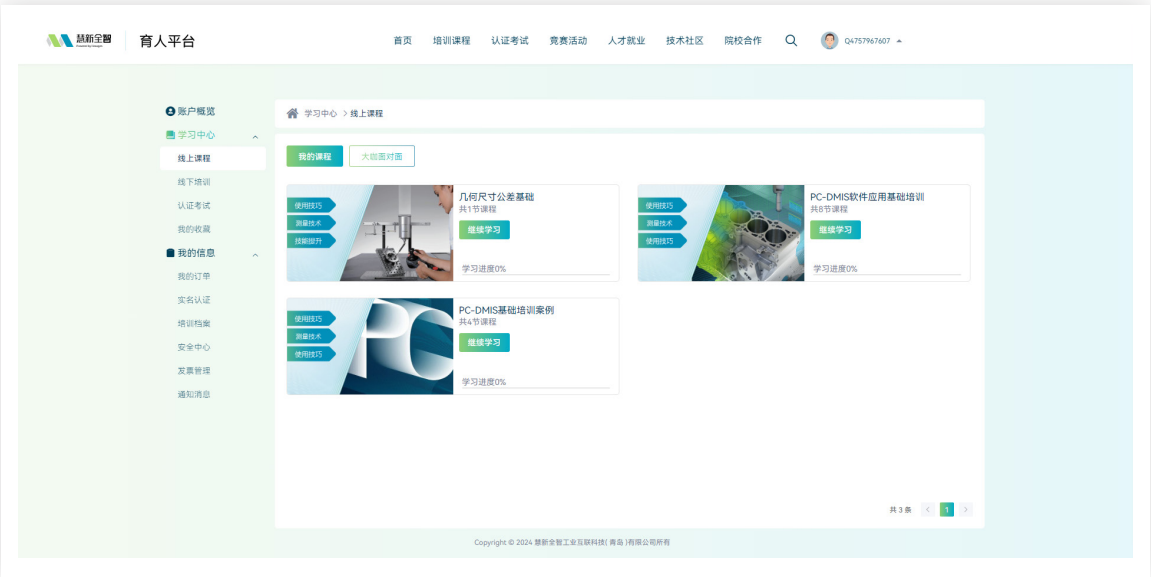 慧新全智
育人平台
首页 培训课程 认证考试 竞赛活动 人才就业 技术社区 院校合作
Q4757967607
账户概览
学习中心
线上课程
线下培训
认证考试
我的收藏
我的信息
我的订单
实名认证
培训档案
安全中心
发票管理
通知消息
学习中心 > 线上课程
我的课程 大咖面对面
使用技巧
测量技术
技能提升
几何尺寸公差基础
共1节课程
继续学习
学习进度0%
使用技巧
测量技术
使用技巧
PC-DMIS软件应用基础培训
共8节课程
继续学习
学习进度0%
使用技巧
测量技术
使用技巧
PC
PC-DMIS基础培训案例
共4节课程
继续学习
学习进度0%
共 3 条 < 1 >
Copyright © 2024 慧新全智工业互联科技( 青岛 )有限公司所有